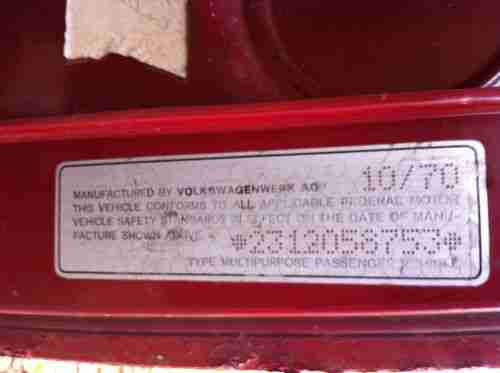 10/70
MANUFACTURED BY VOLKSWAGENWERK AG
THIS VEHICLE CONFORMS TO ALL APPLICABLE FEDERAL MOTOR
VEHICLE SAFETY STANDARDS IN EFFECT ON THE DATE OF MANU-
FACTURE SHOWN ABOVE
*2312058753*
TYPE MULTIPURPOSE PASSENGER